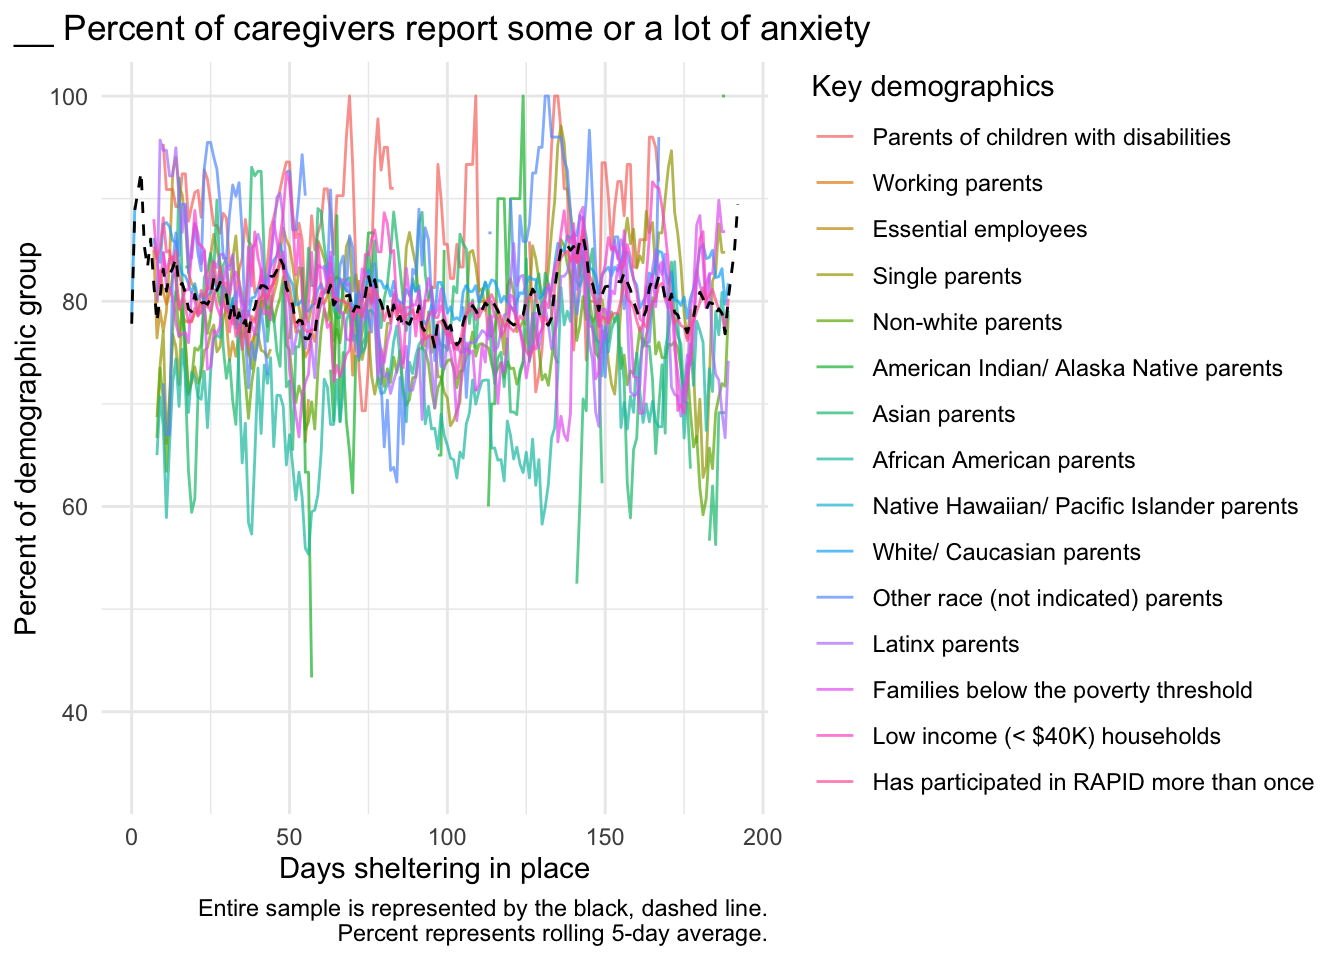 __ Percent of caregivers report some or a lot of anxiety
Percent of demographic group
100
80
60
40
0
50
100
150
200
Days sheltering in place
Entire sample is represented by the black, dashed line.
Percent represents rolling 5-day average.
Key demographics
Parents of children with disabilities
Working parents
Essential employees
Single parents
Non-white parents
American Indian/ Alaska Native parents
Asian parents
African American parents
Native Hawaiian/ Pacific Islander parents
White/ Caucasian parents
Other race (not indicated) parents
Latinx parents
Families below the poverty threshold
Low income (< $40K) households
Has participated in RAPID more than once